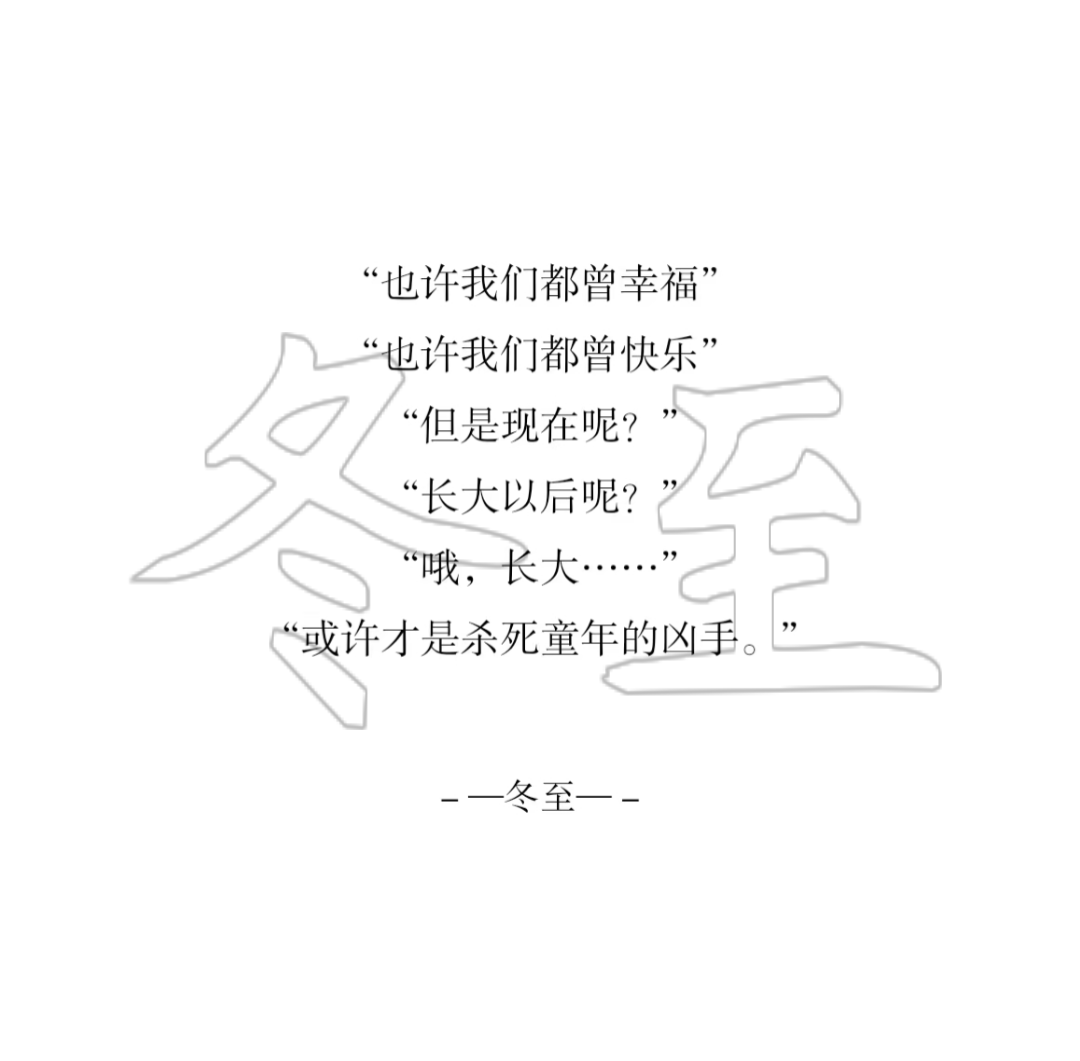 “也许我们都曾幸福”
“也许我们都曾快乐”
“但是现在呢？”
“长大以后呢？”
“哦，长大……”
“或许才是杀死童年的凶手。”
冬至
– —冬至— –